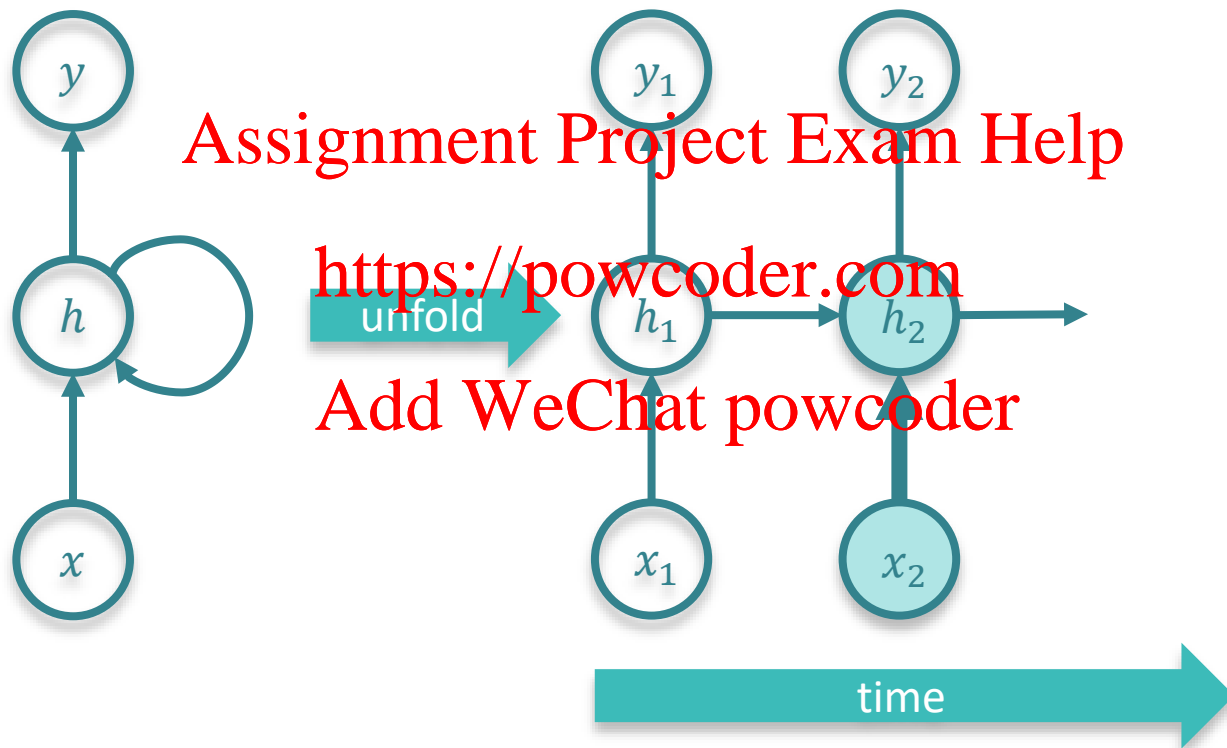 y
y₁
y₂
Assignment Project Exam Help
https://powcoder.com
h
unfold
h₁
h₂
Add WeChat powcoder
x
x₁
x₂
time